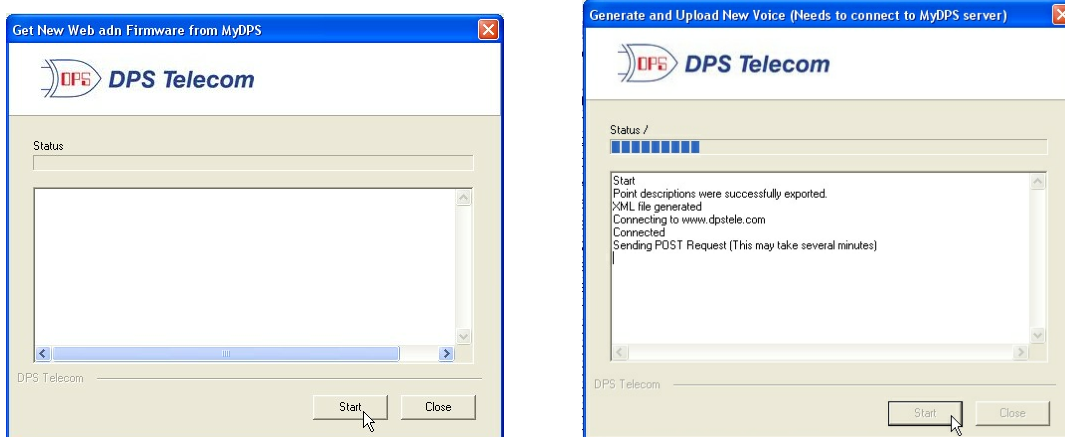 Get New Web adn Firmware from MyDPS
DPS DPS Telecom
Status
DPS Telecom
Start
Close
Generate and Upload New Voice (Needs to connect to MyDPS server)
DPS DPS Telecom
Status /
Start
Point descriptions were successfully exported.
XML file generated
Connecting to www.dpstele.com
Connected
Sending POST Request (This may take several minutes)
DPS Telecom
Start
Close